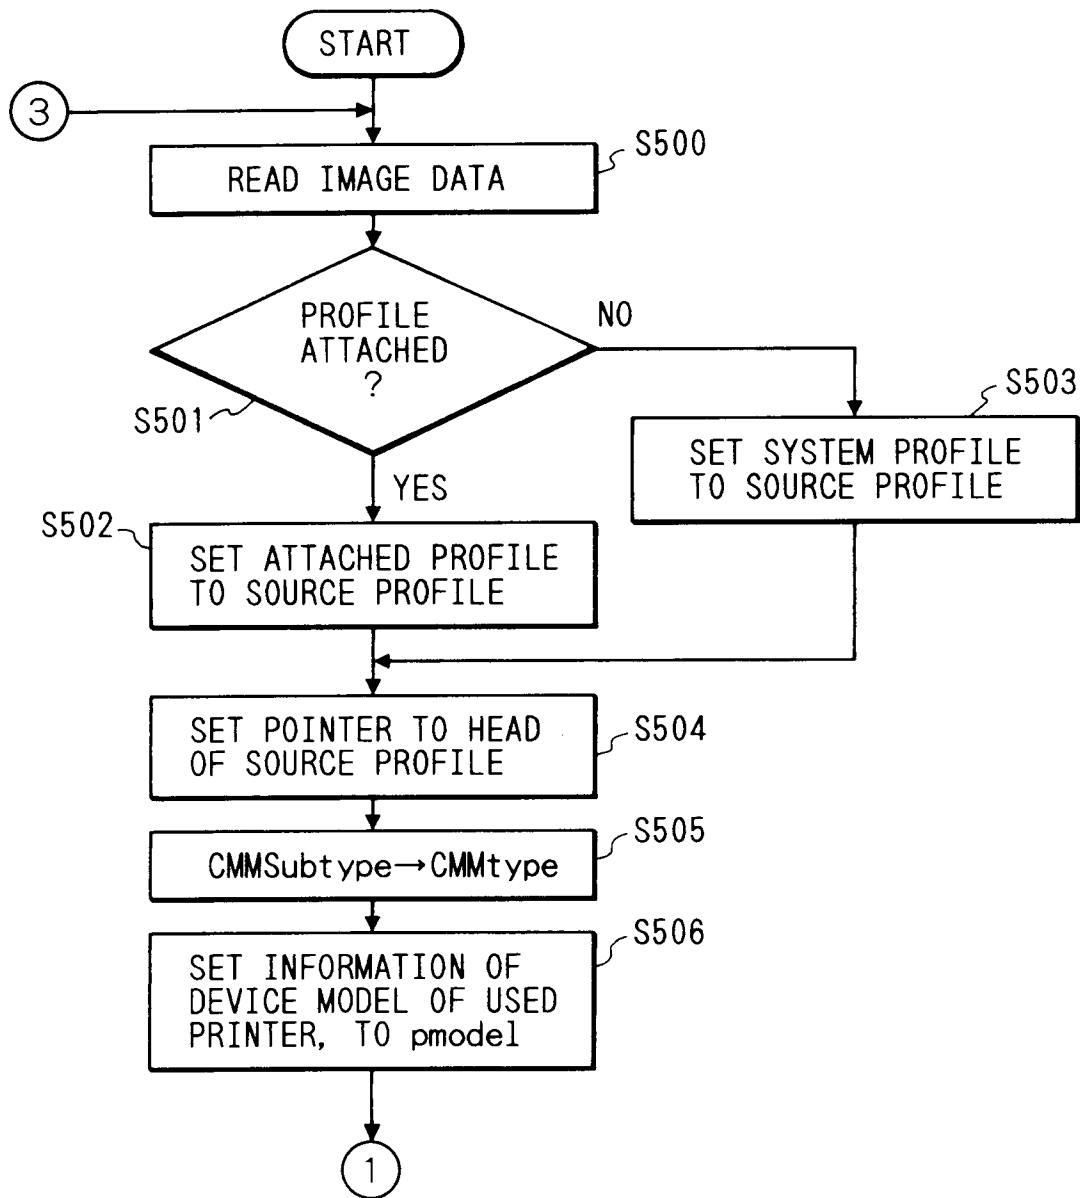 START
3
S500
READ IMAGE DATA
PROFILE
ATTACHED
?
NO
S501
S503
SET SYSTEM PROFILE
TO SOURCE PROFILE
YES
S502
SET ATTACHED PROFILE
TO SOURCE PROFILE
SET POINTER TO HEAD
OF SOURCE PROFILE
S504
S505
CMMSubtype→CMMtype
S506
SET INFORMATION OF
DEVICE MODEL OF USED
PRINTER, TO pmodel
1